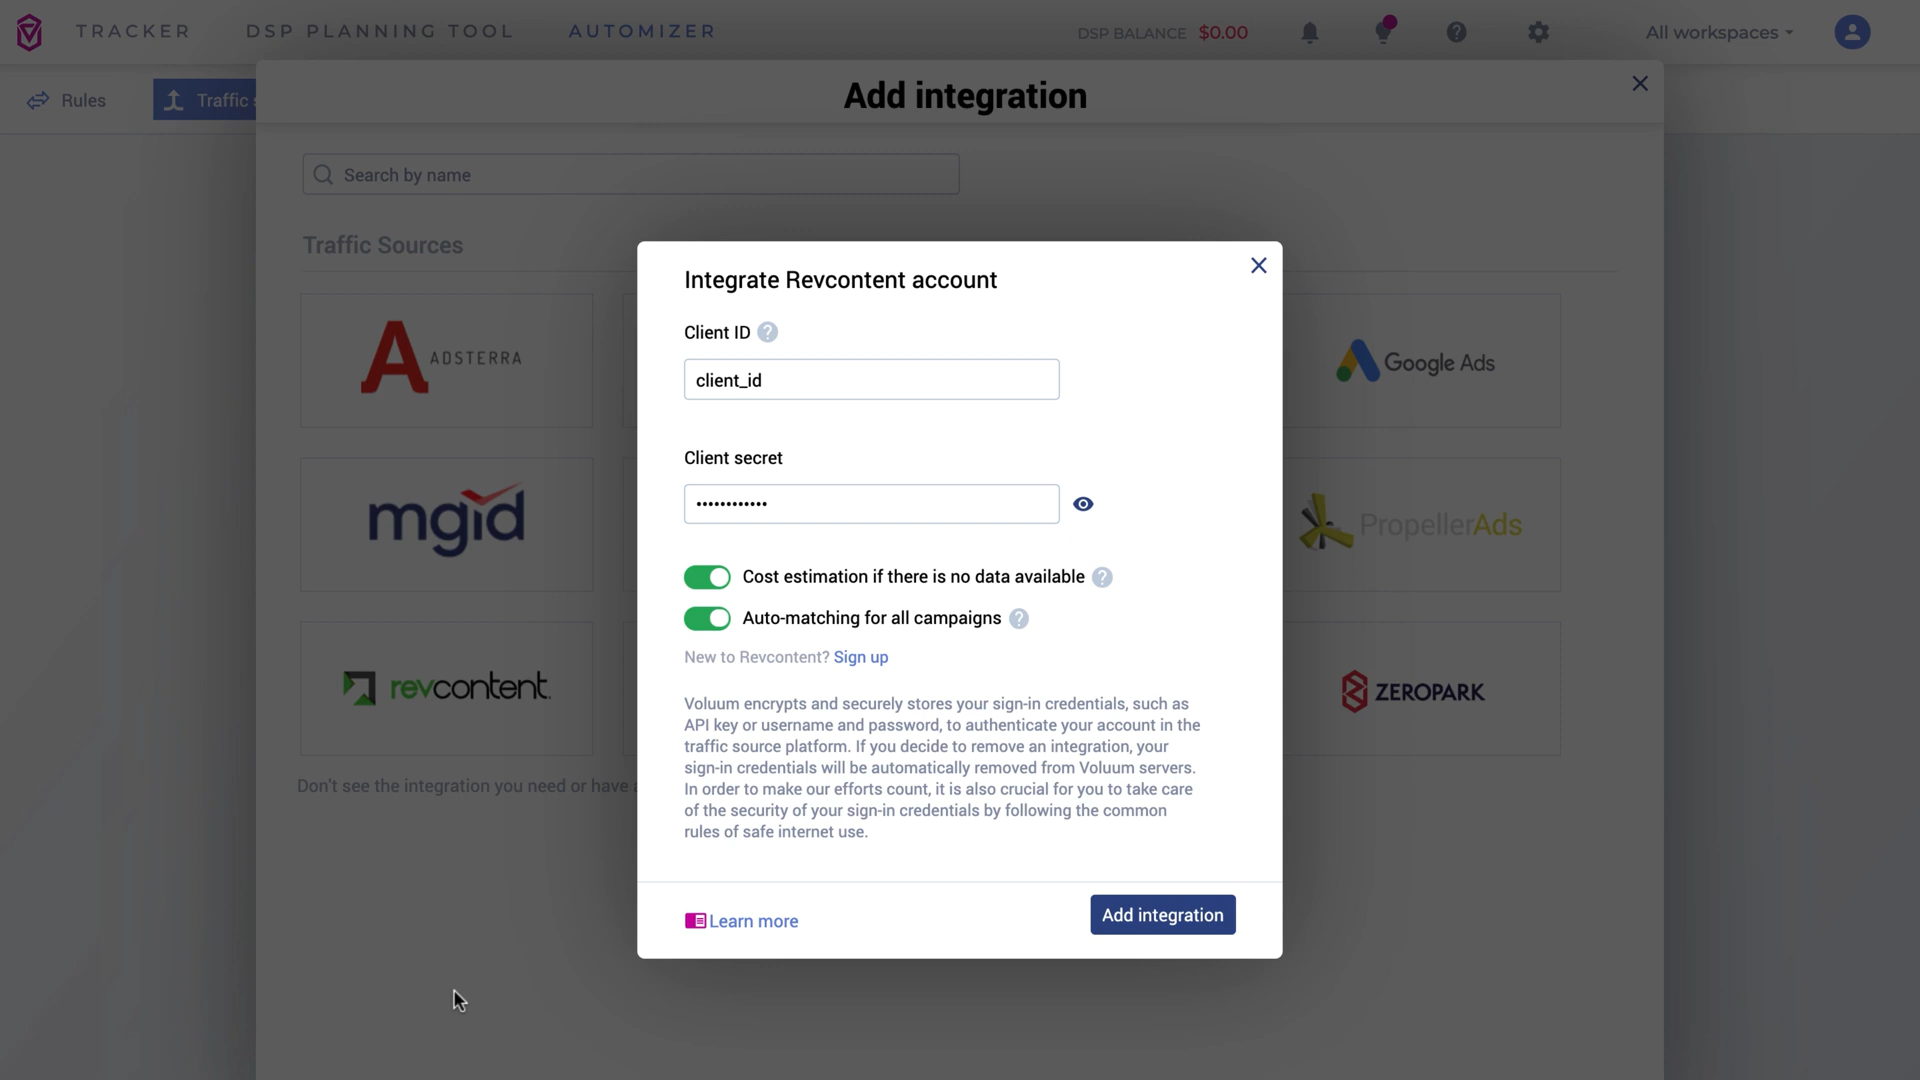 TRACKER
DSP PLANNING TOOL
AUTOMIZER
DSP BALANCE $0.00
All workspaces
Rules
Traffic s
Add integration
Search by name
Traffic Sources
ADSTERRA
Google Ads
mgid
PropellerAds
revcontent.
ZEROPARK
Don't see the integration you need or have a
Integrate Revcontent account
Client ID ?
client_id
Client secret
••••••••••••
Cost estimation if there is no data available ?
Auto-matching for all campaigns ?
New to Revcontent? Sign up
Voluum encrypts and securely stores your sign-in credentials, such as
API key or username and password, to authenticate your account in the
traffic source platform. If you decide to remove an integration, your
sign-in credentials will be automatically removed from Voluum servers.
In order to make our efforts count, it is also crucial for you to take care
of the security of your sign-in credentials by following the common
rules of safe internet use.
Learn more
Add integration